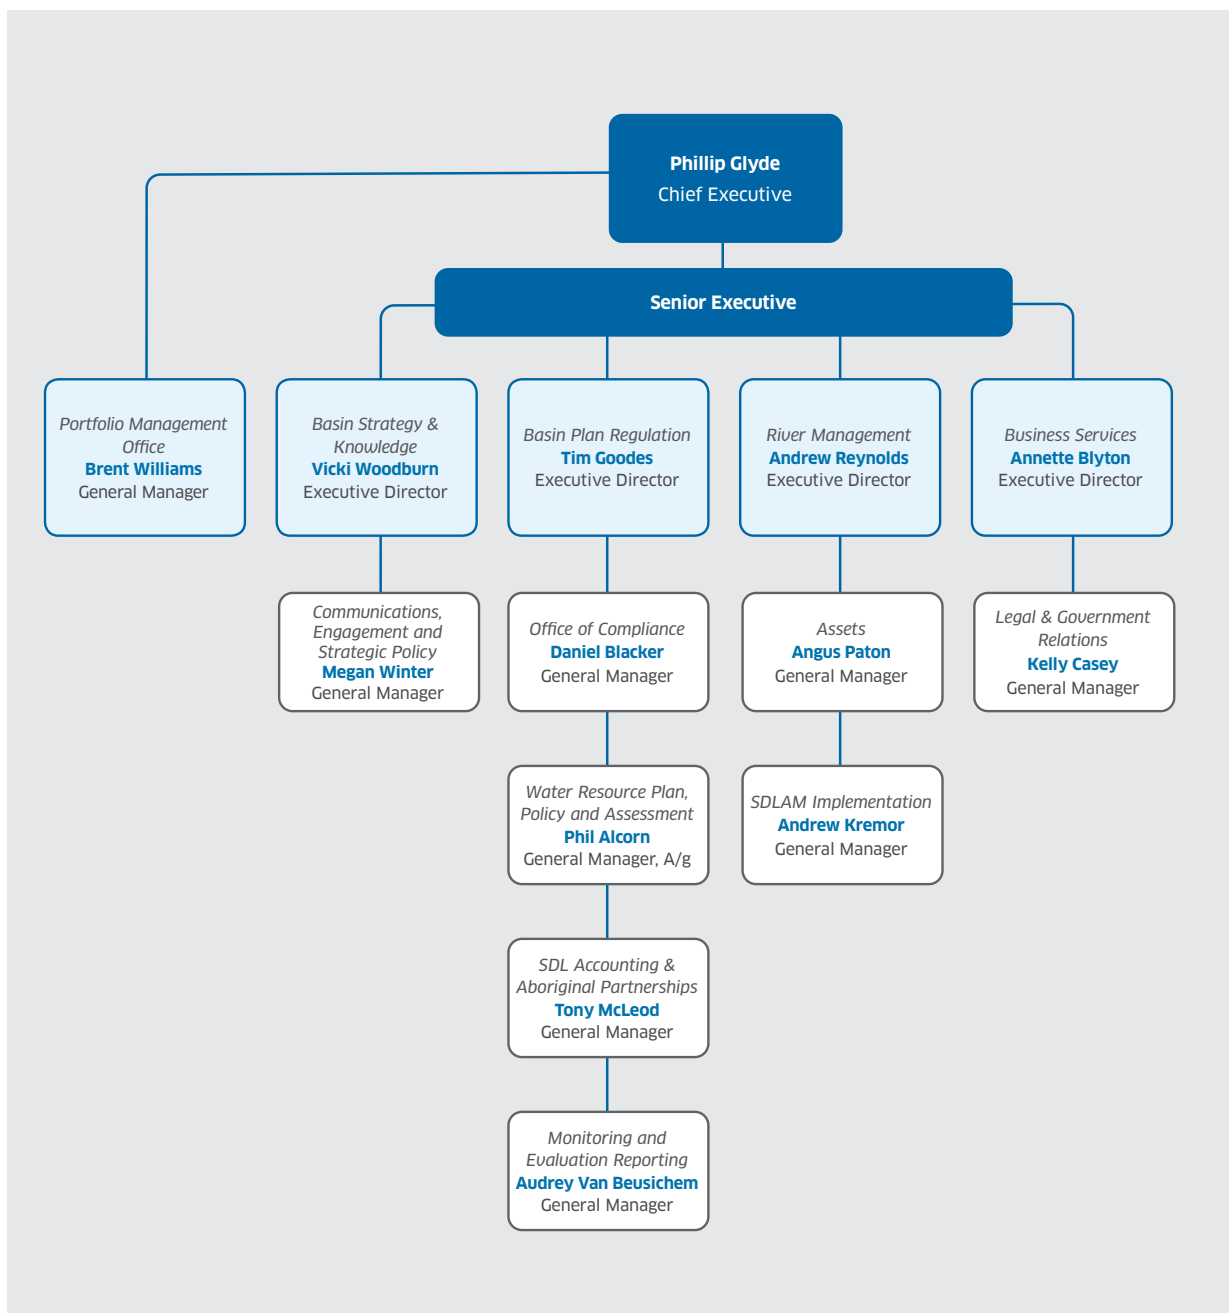 Phillip Glyde
Chief Executive
Senior Executive
Portfolio Management
Office
Brent Williams
General Manager
Basin Strategy &
Knowledge
Vicki Woodburn
Executive Director
Basin Plan Regulation
Tim Goodes
Executive Director
River Management
Andrew Reynolds
Executive Director
Business Services
Annette Blyton
Executive Director
Communications,
Engagement and
Strategic Policy
Megan Winter
General Manager
Office of Compliance
Daniel Blacker
General Manager
Assets
Angus Paton
General Manager
Legal & Government
Relations
Kelly Casey
General Manager
Water Resource Plan,
Policy and Assessment
Phil Alcorn
General Manager, A/g
SDLAM Implementation
Andrew Kremor
General Manager
SDL Accounting &
Aboriginal Partnerships
Tony McLeod
General Manager
Monitoring and
Evaluation Reporting
Audrey Van Beusichem
General Manager